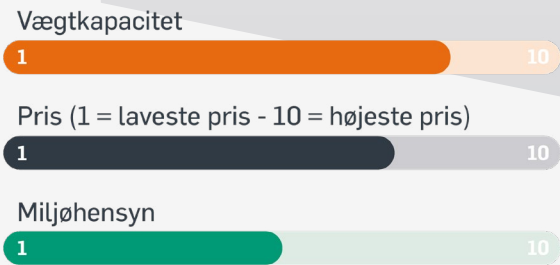 Vægtkapacitet
1 10
Pris (1 = laveste pris - 10 = højeste pris)
1 10
Miljøhensyn
1 10